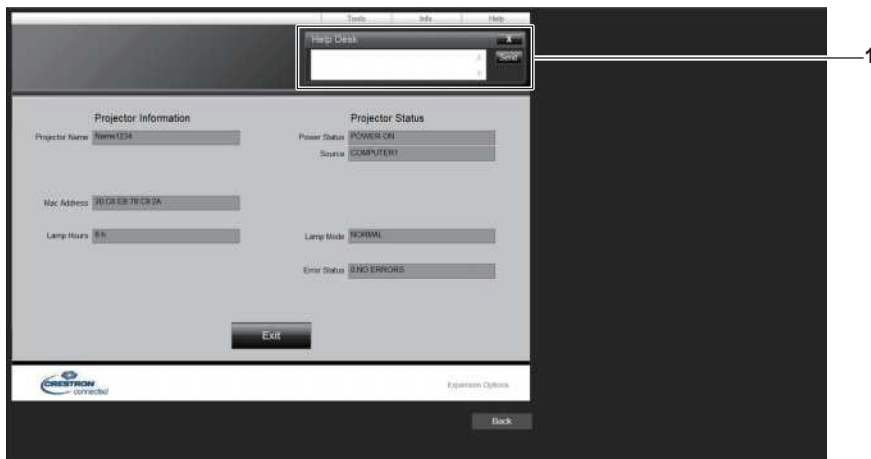 Tools Info Help
Help Desk X
Send
1
Projector Information Projector Status
Projector Name Name1234 Power Status POWER ON
Source COMPUTER1
Mac Address
Lamp Hours Lamp Mode NORMAL
Error Status 0.NO ERRORS
Exit
CRESTRON
connected
Expansion Options
Back